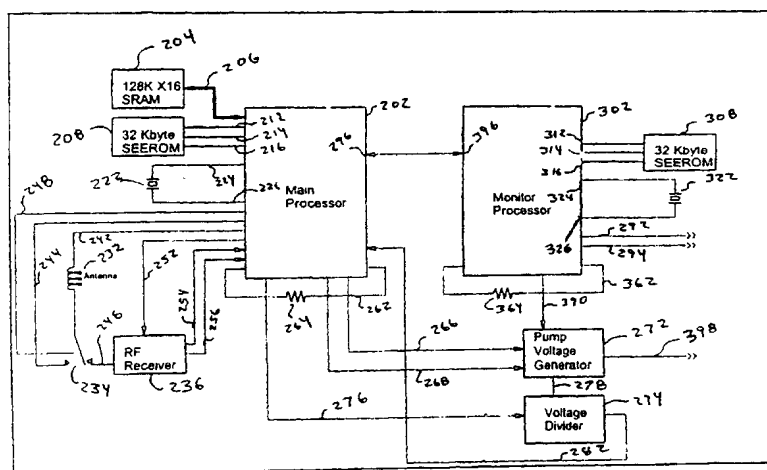 204
206
202
302
128K X16
SRAM
208
32 Kbyte
SEEROM
212
214
216
296
396
312
314
316
308
32 Kbyte
SEEROM
222
224
226
Main
Processor
Monitor
Processor
324
322
326
292
294
248
244
242
232
Antenna
252
254
256
264
262
364
362
390
246
RF
Receiver
234
236
266
268
Pump
Voltage
Generator
272
398
278
276
Voltage
Divider
274
282